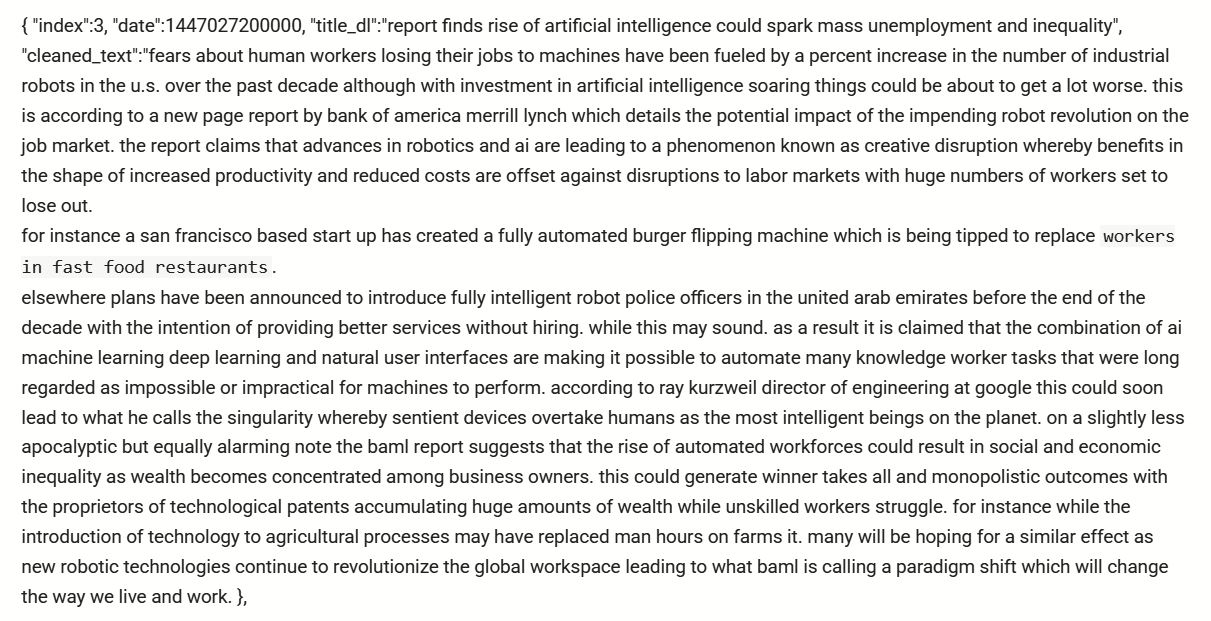 { "index":3, "date":1447027200000, "title_dl":"report finds rise of artificial intelligence could spark mass unemployment and inequality",
"cleaned_text":"fears about human workers losing their jobs to machines have been fueled by a percent increase in the number of industrial
robots in the u.s. over the past decade although with investment in artificial intelligence soaring things could be about to get a lot worse. this
is according to a new page report by bank of america merrill lynch which details the potential impact of the impending robot revolution on the
job market. the report claims that advances in robotics and ai are leading to a phenomenon known as creative disruption whereby benefits in
the shape of increased productivity and reduced costs are offset against disruptions to labor markets with huge numbers of workers set to
lose out.
for instance a san francisco based start up has created a fully automated burger flipping machine which is being tipped to replace workers
in fast food restaurants.
elsewhere plans have been announced to introduce fully intelligent robot police officers in the united arab emirates before the end of the
decade with the intention of providing better services without hiring. while this may sound. as a result it is claimed that the combination of ai
machine learning deep learning and natural user interfaces are making it possible to automate many knowledge worker tasks that were long
regarded as impossible or impractical for machines to perform. according to ray kurzweil director of engineering at google this could soon
lead to what he calls the singularity whereby sentient devices overtake humans as the most intelligent beings on the planet. on a slightly less
apocalyptic but equally alarming note the baml report suggests that the rise of automated workforces could result in social and economic
inequality as wealth becomes concentrated among business owners. this could generate winner takes all and monopolistic outcomes with
the proprietors of technological patents accumulating huge amounts of wealth while unskilled workers struggle. for instance while the
introduction of technology to agricultural processes may have replaced man hours on farms it. many will be hoping for a similar effect as
new robotic technologies continue to revolutionize the global workspace leading to what baml is calling a paradigm shift which will change
the way we live and work. },